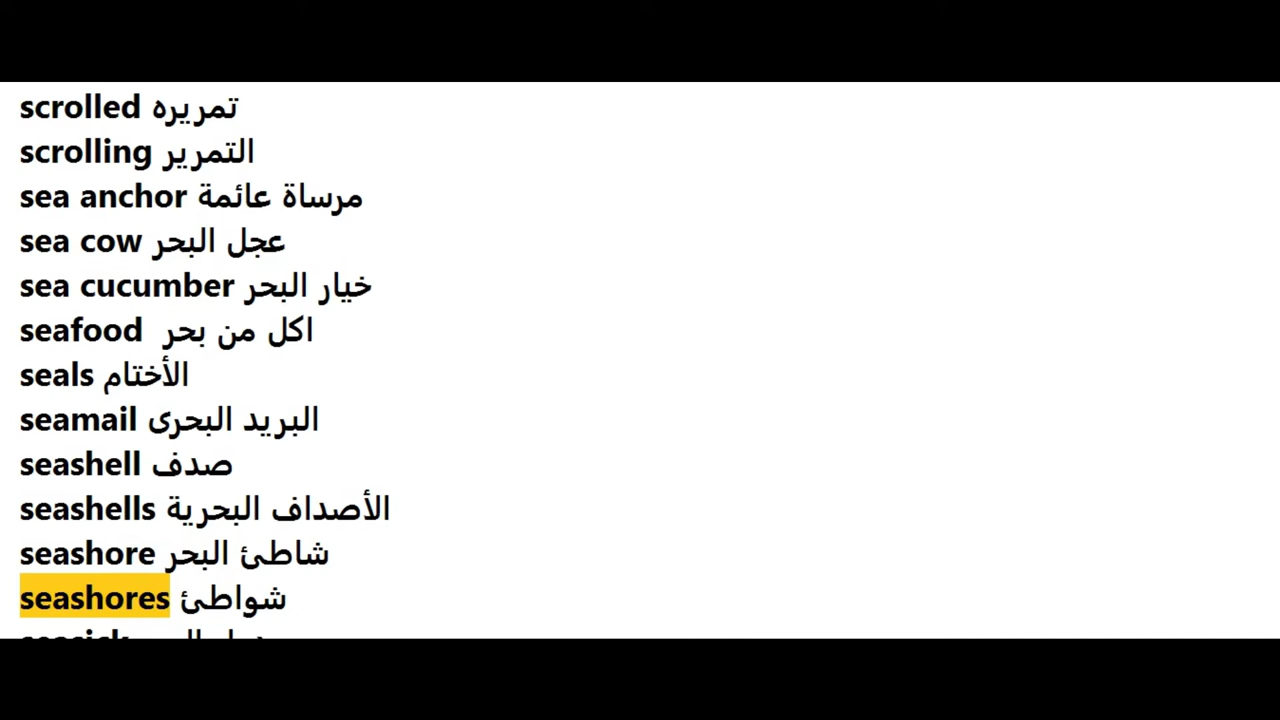 scrolled تمريره
scrolling التمرير
sea anchor مرساة عائمة
sea cow عجل البحر
sea cucumber خيار البحر
seafood اكل من بحر
seals الأختام
seamail البريد البحرى
seashell صدف
seashells الأصداف البحرية
seashore شاطئ البحر
seashores شواطئ
seasick